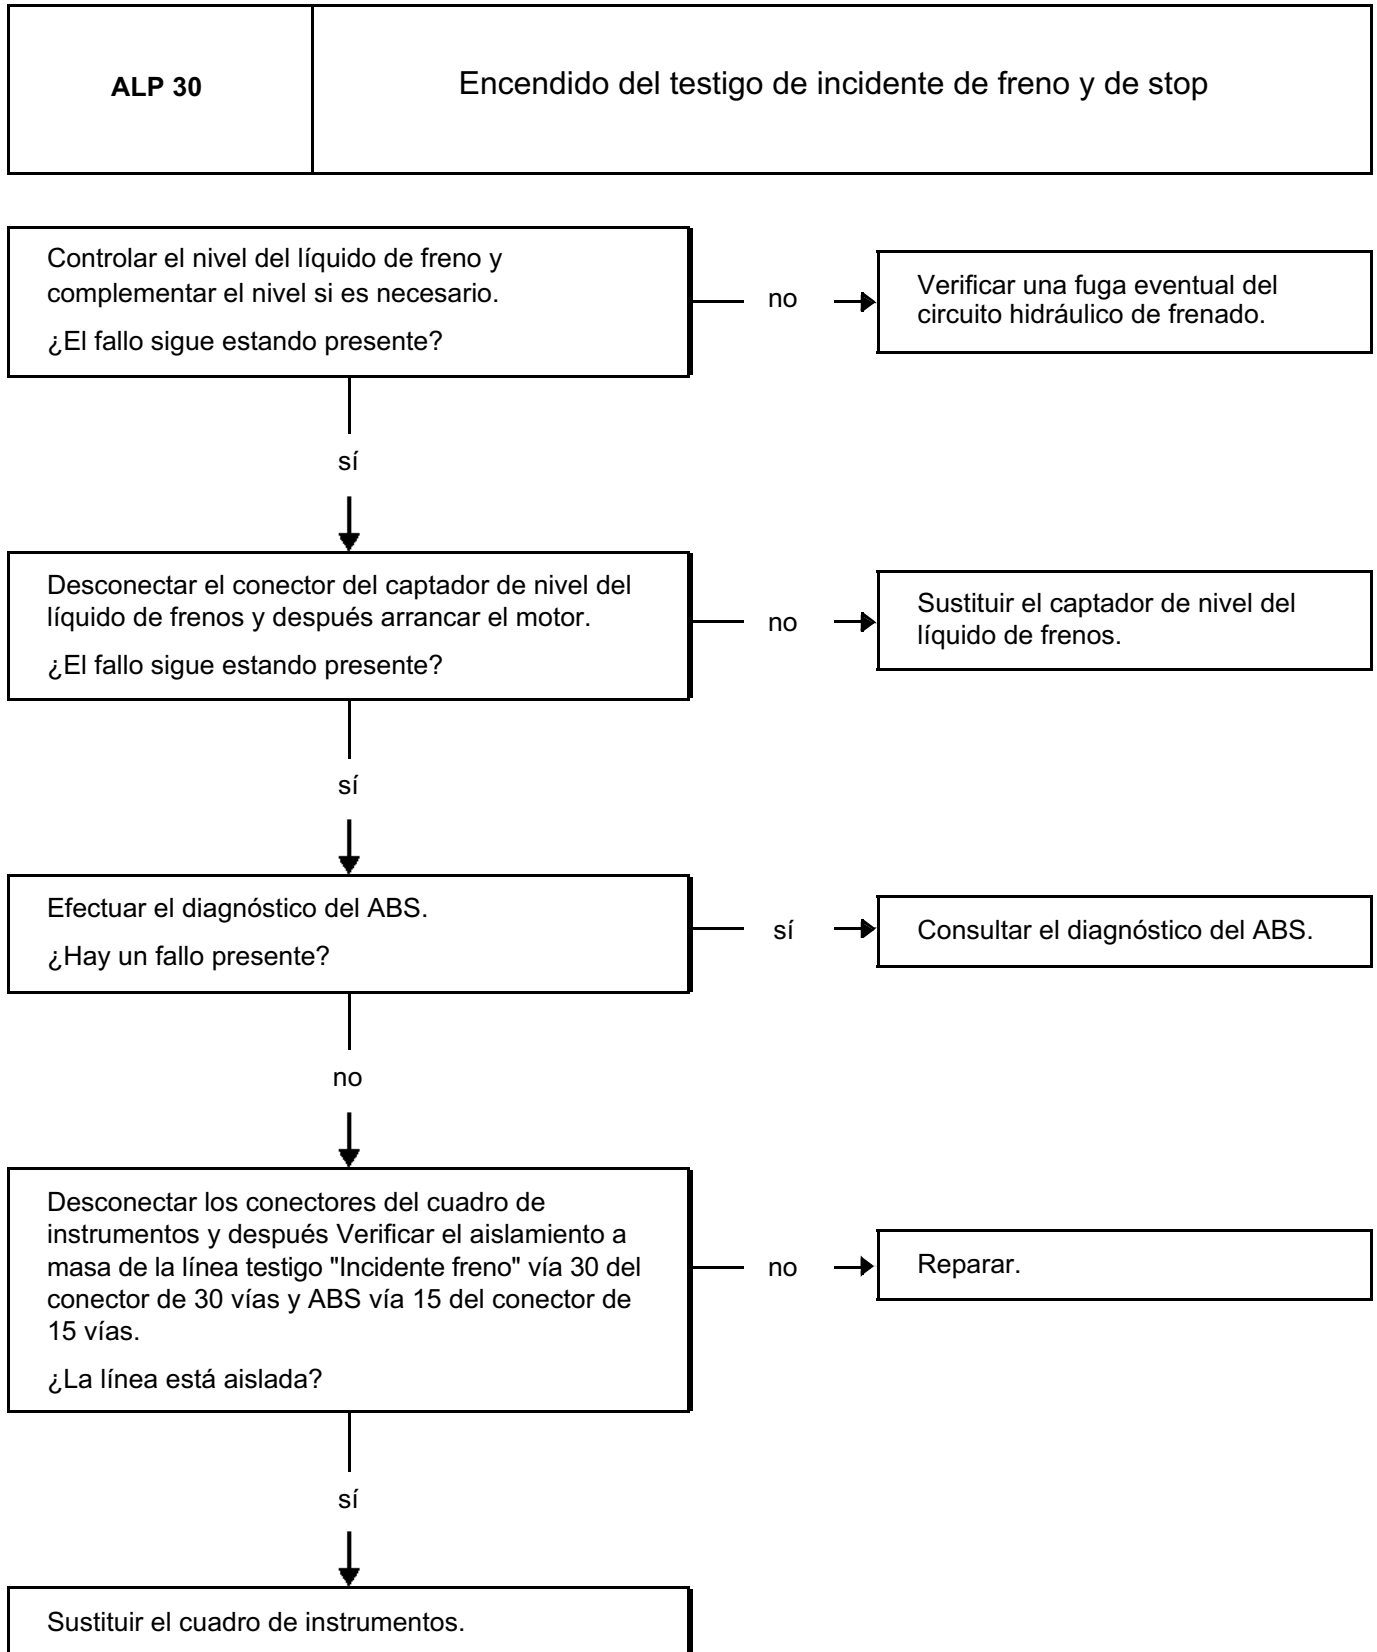 ALP 30
Encendido del testigo de incidente de freno y de stop
Controlar el nivel del líquido de freno y
complementar el nivel si es necesario.
¿El fallo sigue estando presente?
no
Verificar una fuga eventual del
circuito hidráulico de frenado.
sí
Desconectar el conector del captador de nivel del
líquido de frenos y después arrancar el motor.
¿El fallo sigue estando presente?
no
Sustituir el captador de nivel del
líquido de frenos.
sí
Efectuar el diagnóstico del ABS.
¿Hay un fallo presente?
sí
Consultar el diagnóstico del ABS.
no
Desconectar los conectores del cuadro de
instrumentos y después Verificar el aislamiento a
masa de la línea testigo "Incidente freno" vía 30 del
conector de 30 vías y ABS vía 15 del conector de
15 vías.
¿La línea está aislada?
no
Reparar.
sí
Sustituir el cuadro de instrumentos.